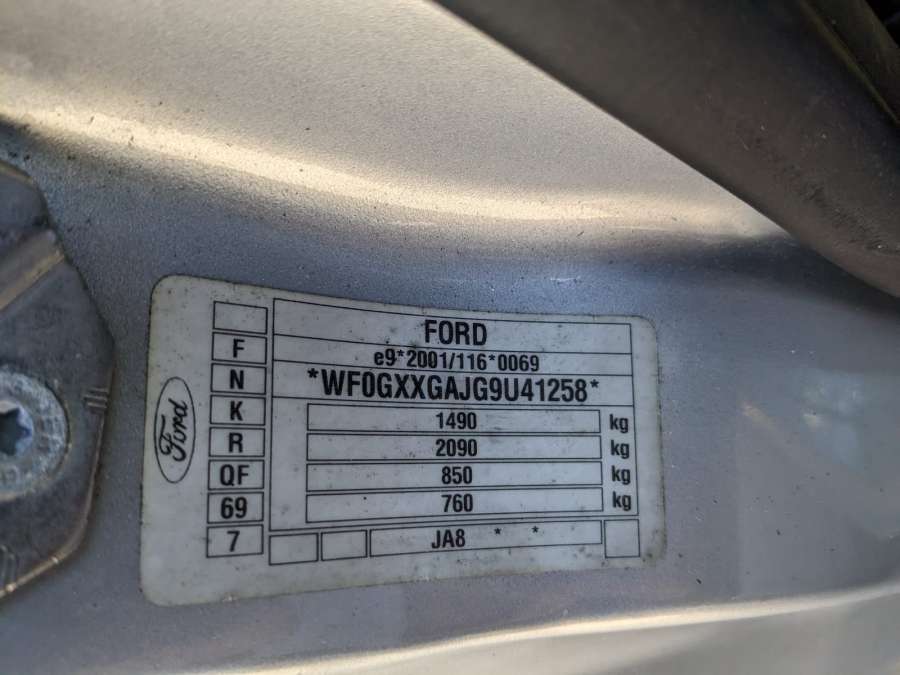 FORD
e9*2001/116*0069
*WF0GXXGAJG9U41258*
1490 kg
2090 kg
850 kg
760 kg
JA8 * *
F
N
K
R
QF
69
7
Ford